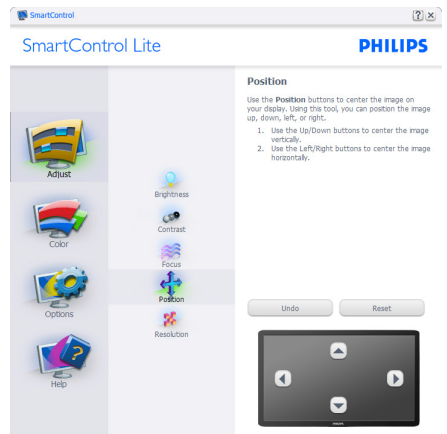 SmartControl
SmartControl Lite
PHILIPS
Adjust
Color
Options
Help
Brightness
Contrast
Focus
Position
Resolution
Position
Use the Position buttons to center the image on
your display. Using this tool, you can position the image
up, down, left, or right.
1. Use the Up/Down buttons to center the image
vertically.
2. Use the Left/Right buttons to center the image
horizontally.
Undo
Reset
PHILIPS